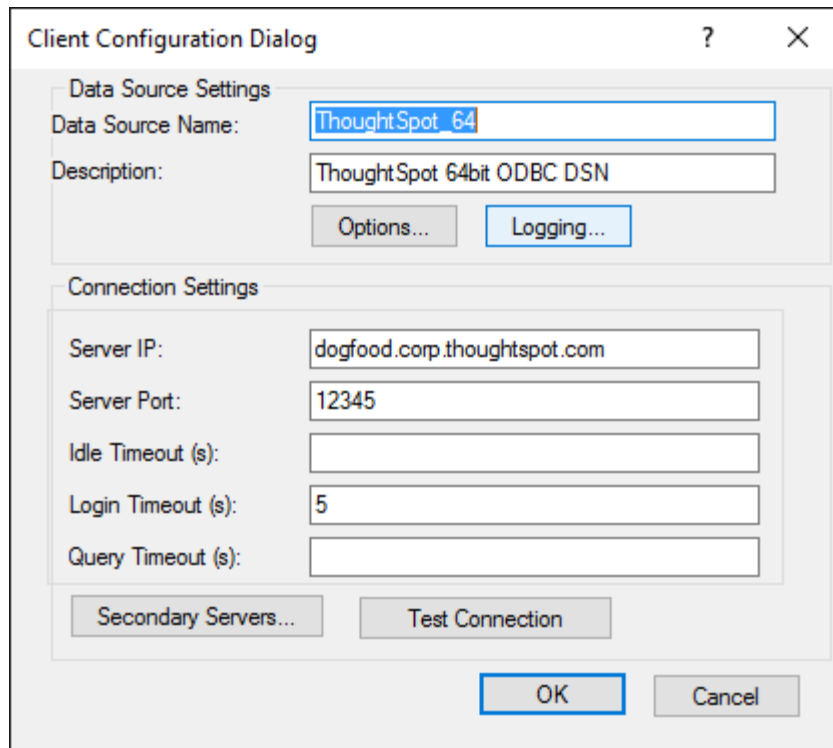 Client Configuration Dialog ?
Data Source Settings
Data Source Name: ThoughtSpot_64
Description: ThoughtSpot 64bit ODBC DSN
Options... Logging...
Connection Settings
Server IP: dogfood.corp.thoughtspot.com
Server Port: 12345
Idle Timeout (s):
Login Timeout (s): 5
Query Timeout (s):
Secondary Servers... Test Connection
OK Cancel